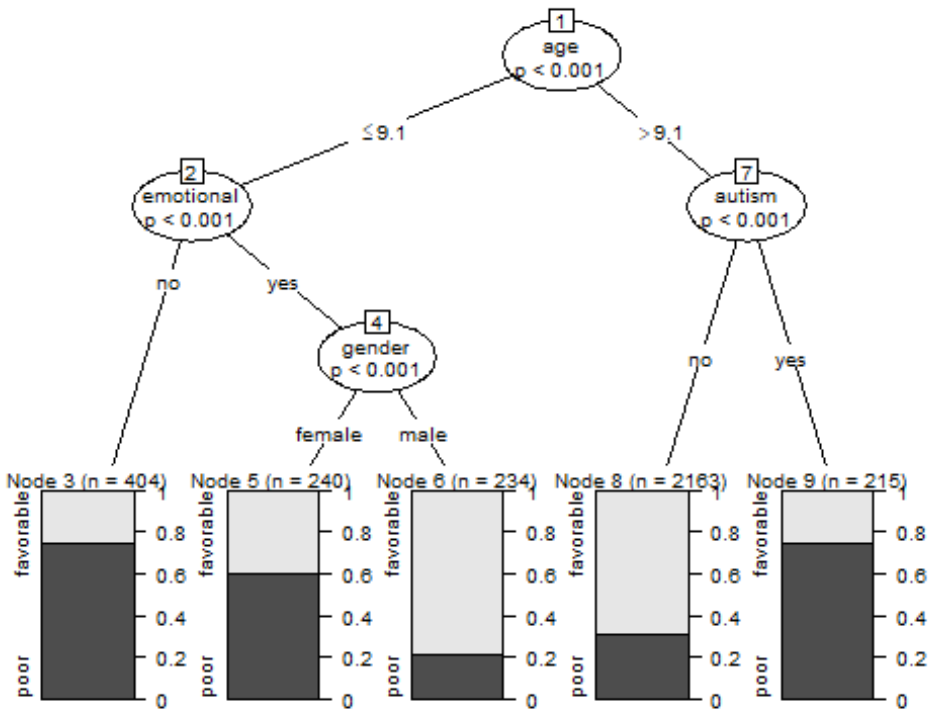 1
age
p < 0.001
≤9.1
>9.1
2
emotional
p < 0.001
7
autism
p < 0.001
no
yes
4
gender
p < 0.001
no
yes
female
male
Node 3 (n = 404)
Node 5 (n = 240)
Node 6 (n = 234)
Node 8 (n = 2163)
Node 9 (n = 215)
favorable
poor
1
0.8
0.6
0.4
0.2
0
favorable
poor
1
0.8
0.6
0.4
0.2
0
favorable
poor
1
0.8
0.6
0.4
0.2
0
favorable
poor
1
0.8
0.6
0.4
0.2
0
favorable
poor
1
0.8
0.6
0.4
0.2
0